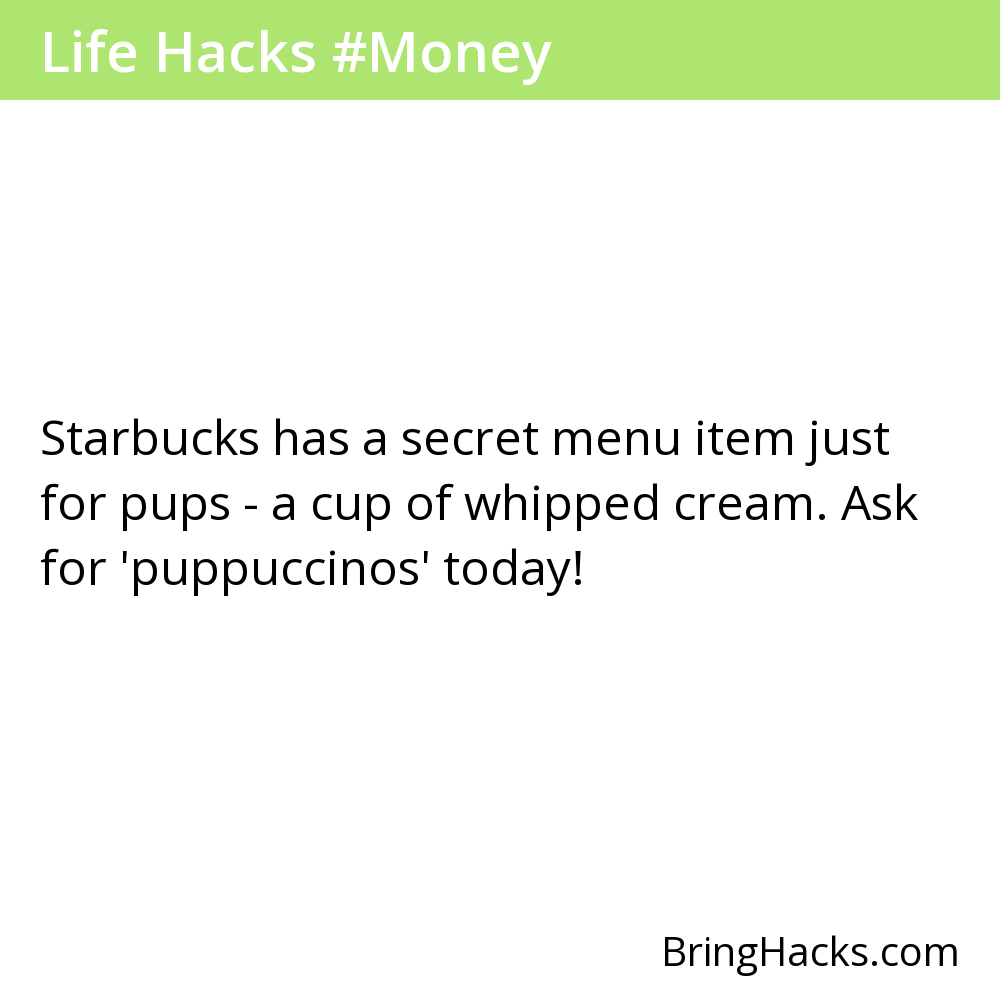 Life Hacks #Money
Starbucks has a secret menu item just
for pups - a cup of whipped cream. Ask
for 'puppuccinos' today!
BringHacks.com